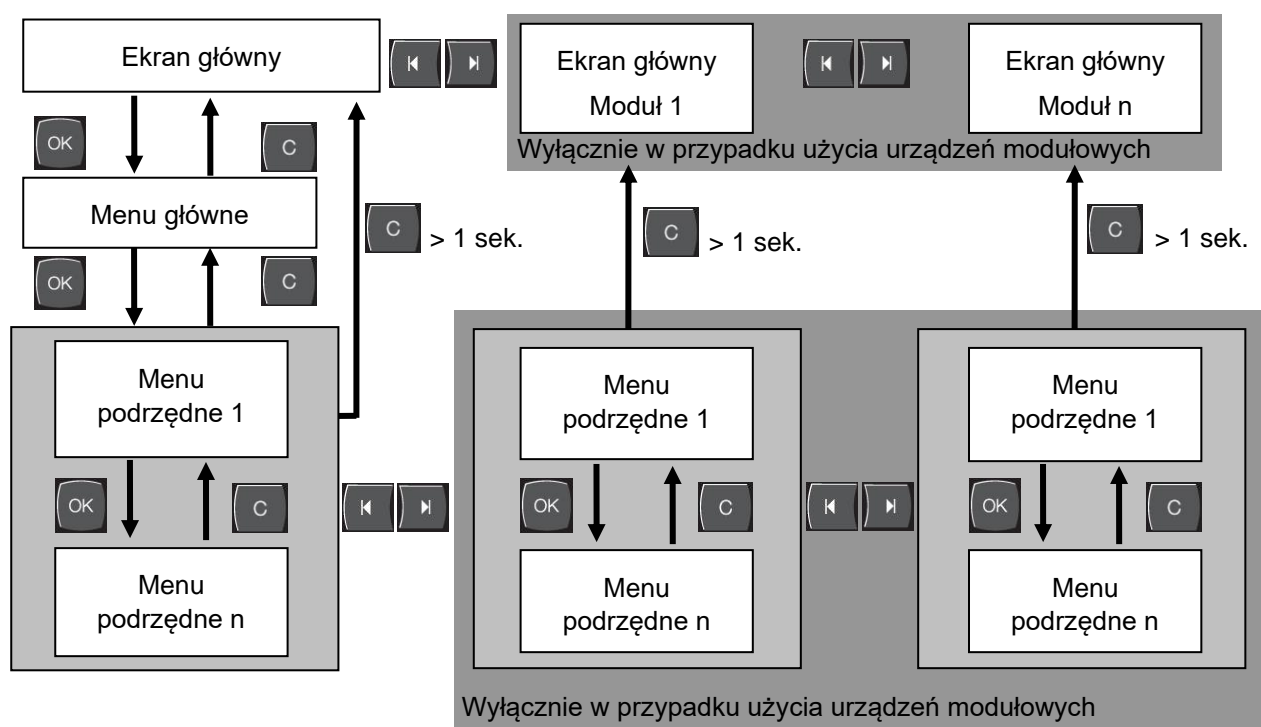 Ekran główny
Ekran główny
Moduł 1
Ekran główny
Moduł n
Wyłącznie w przypadku użycia urządzeń modułowych
OK
C
Menu główne
C
> 1 sek.
C
> 1 sek.
C
> 1 sek.
OK
C
Menu
podrzędne 1
OK
C
Menu
podrzędne n
Menu
podrzędne 1
OK
C
Menu
podrzędne n
Menu
podrzędne 1
OK
C
Menu
podrzędne n
Wyłącznie w przypadku użycia urządzeń modułowych